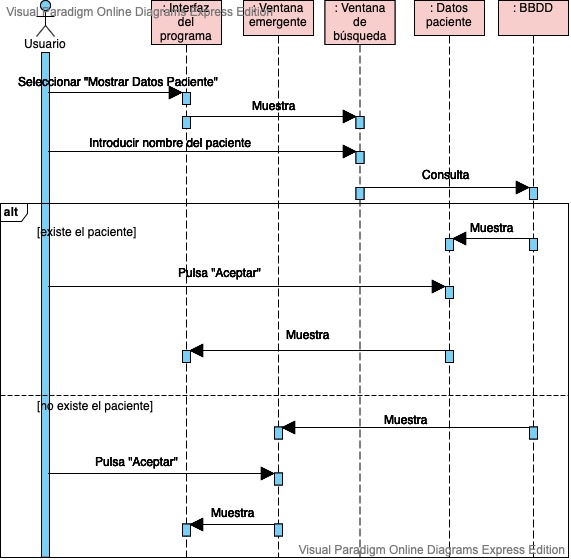 Visual Paradigm Online Diagrams Express Edition
Usuario
: Interfaz
del
programa
: Ventana
emergente
: Ventana
de
búsqueda
: Datos
paciente
: BBDD
Seleccionar "Mostrar Datos Paciente"
Muestra
Introducir nombre del paciente
Consulta
alt
[existe el paciente]
Muestra
Pulsa "Aceptar"
Muestra
[no existe el paciente]
Muestra
Pulsa "Aceptar"
Muestra
Visual Paradigm Online Diagrams Express Edition